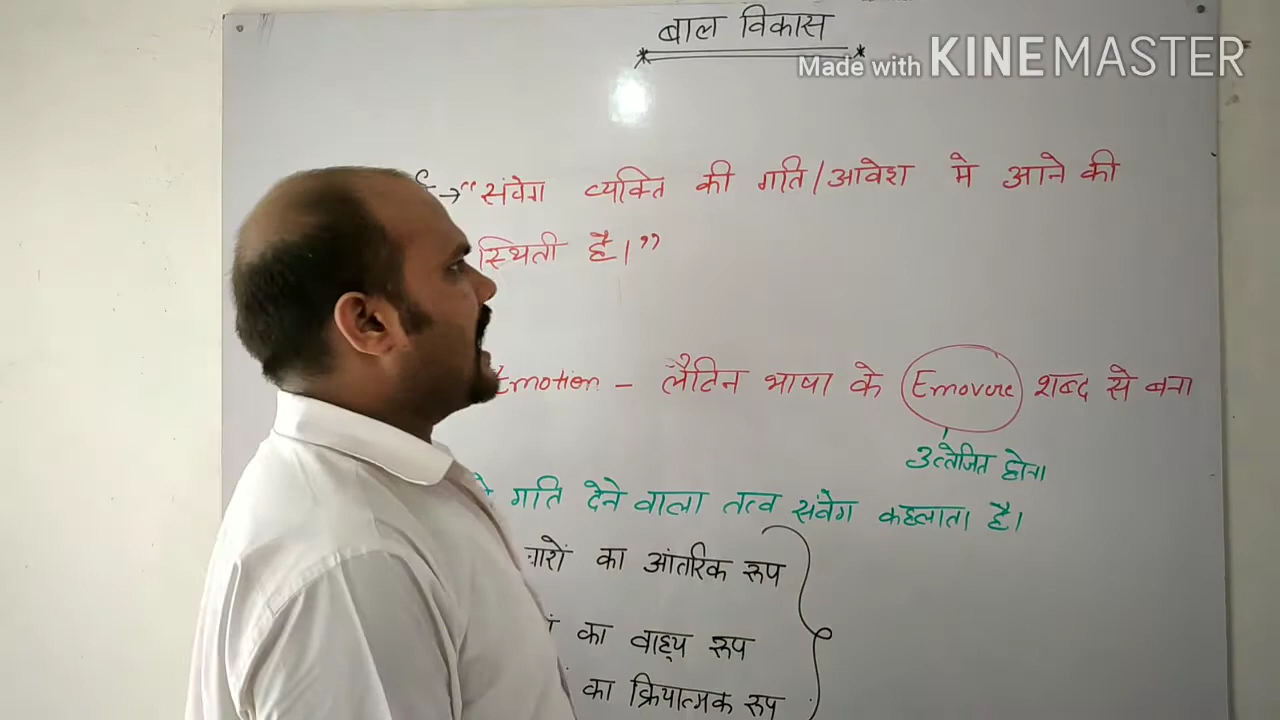 बाल विकास
Made with KINEMASTER
→ “संवेग व्यक्ति की गति/आवेश मे आने की
स्थिती है।”
Emotion - लैटिन भाषा के Emovere शब्द से बना
उत्तेजित होना
गति देने वाला तत्व संवेग कहलाता है।
का आंतरिक रूप
का वाह्य रूप
का क्रियात्मक रूप